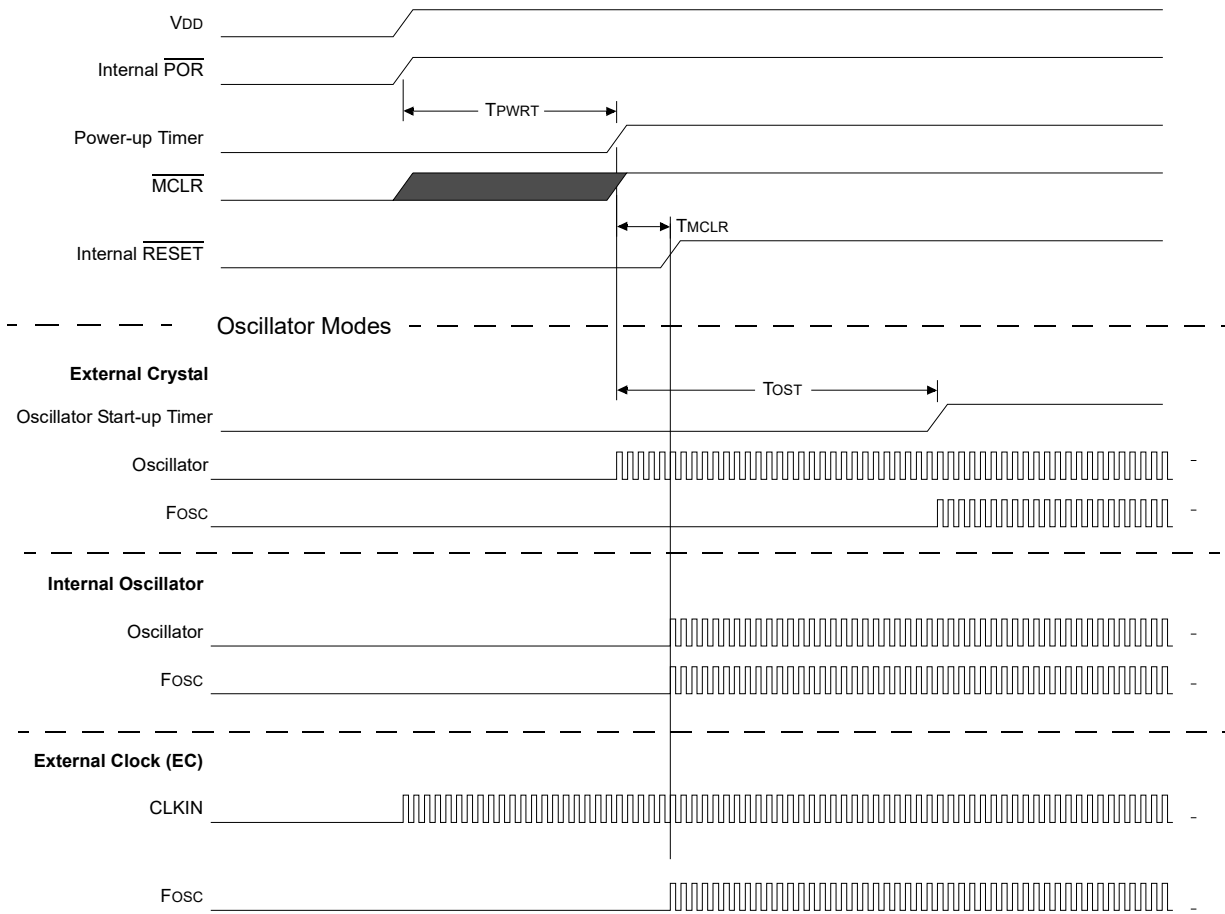 VDD
Internal POR
TPWRT
Power-up Timer
MCLR
TMCLR
Internal RESET
Oscillator Modes
External Crystal
TOST
Oscillator Start-up Timer
Oscillator
FOSC
Internal Oscillator
Oscillator
FOSC
External Clock (EC)
CLKIN
FOSC